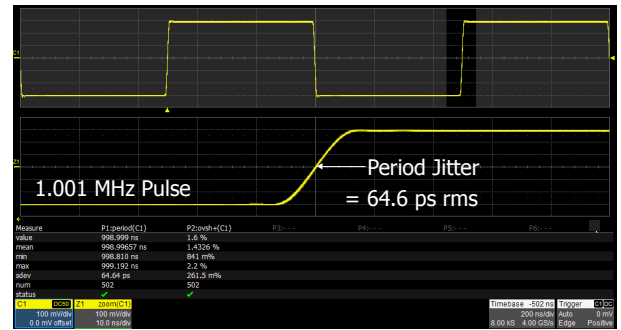 C1
Z1
Period Jitter
1.001 MHz Pulse
= 64.6 ps rms
Measure P1:period(C1) P2:ovsh+(C1) P3:- - - P4:- - - P5:- - - P6:- - -
value 998.999 ns 1.6 %
mean 998.99657 ns 1.4326 %
min 998.810 ns 841 m%
max 999.192 ns 2.2 %
sdev 64.64 ps 261.5 m%
num 502 502
status ✓ ✓
C1 DC50 Z1 zoom(C1) Timebase -502 ns Trigger C1 DC
100 mV/div 100 mV/div 200 ns/div Auto 0 mV
0.0 mV offset 10.0 ns/div 8.00 kS 4.00 GS/s Edge Positive